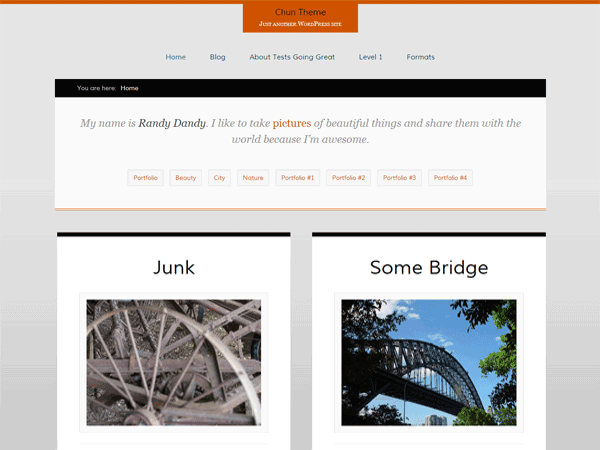 Chun Theme
Just another WordPress site
Home Blog About Tests Going Great Level 1 Formats
You are here: Home
My name is Randy Dandy. I like to take pictures of beautiful things and share them with the
world because I'm awesome.
Portfolio Beauty City Nature Portfolio #1 Portfolio #2 Portfolio #3 Portfolio #4
Junk
Some Bridge